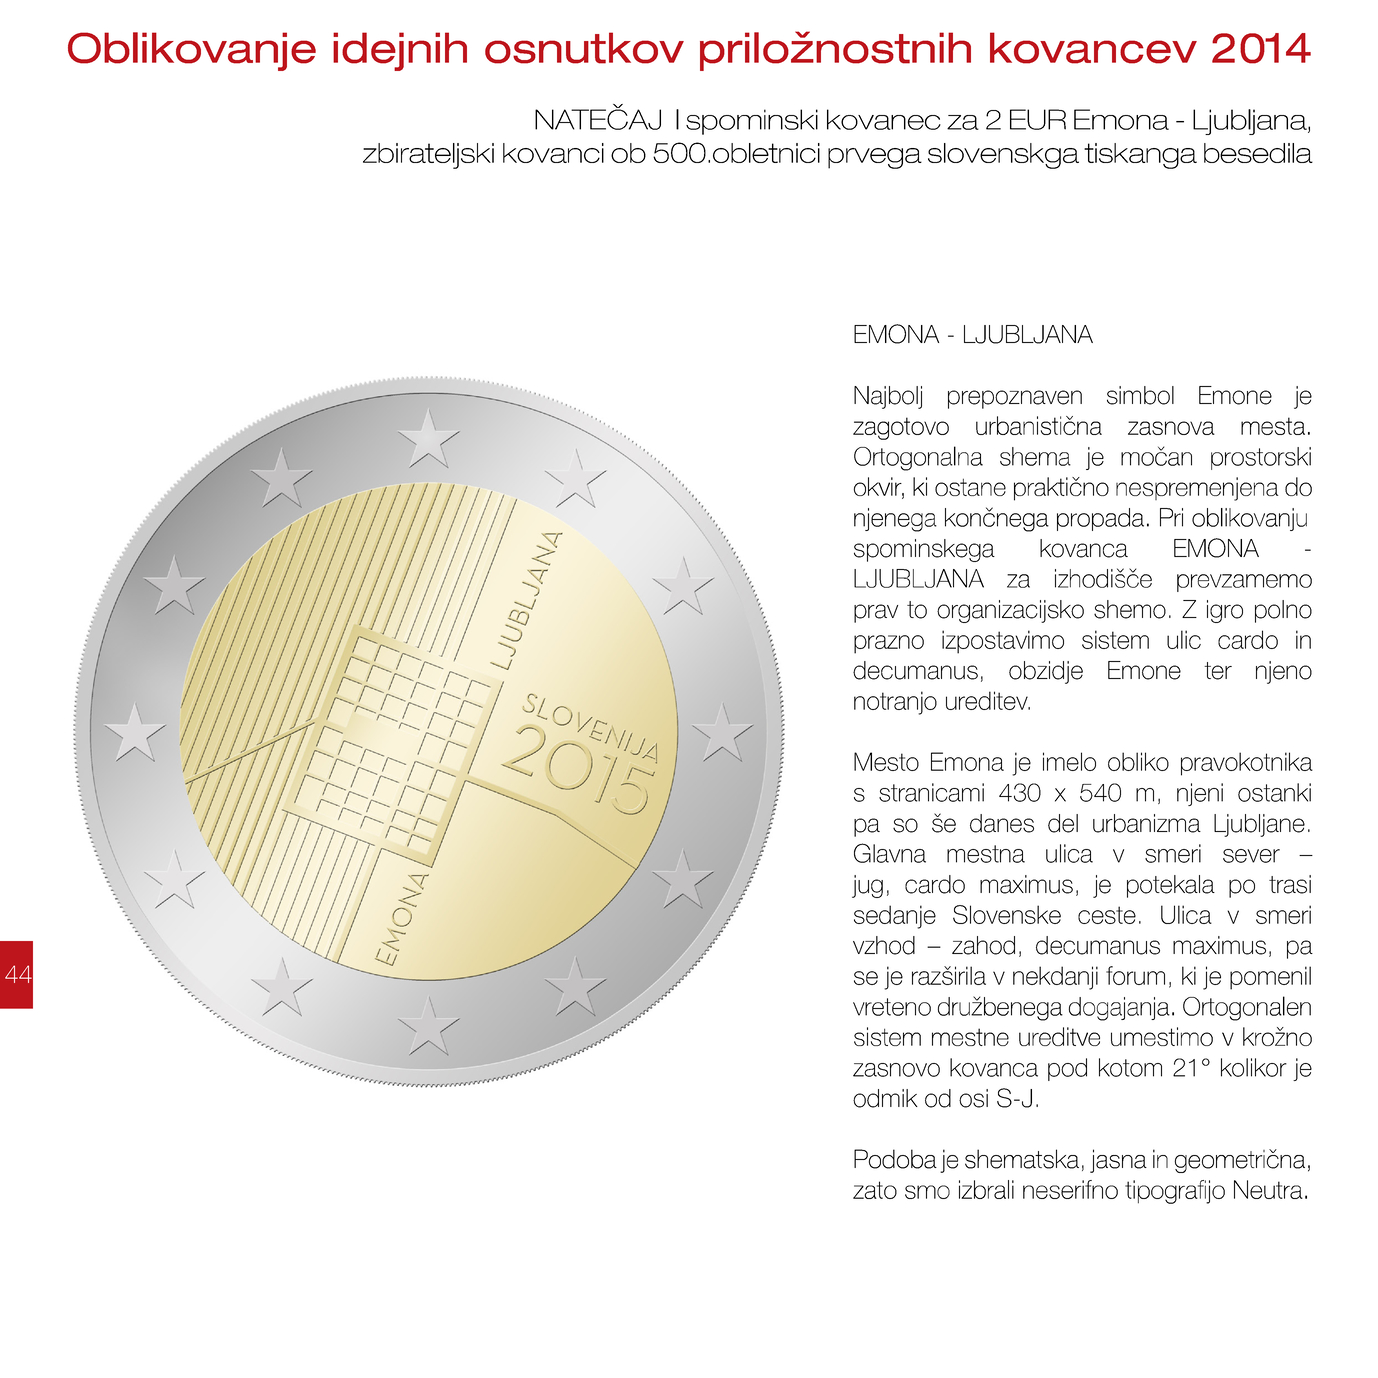 Oblikovanje idejnih osnutkov priložnostnih kovancev 2014
NATEČAJ I spominski kovanec za 2 EUR Emona - Ljubljana,
zbirateljski kovanci ob 500.obletnici prvega slovenskga tiskanga besedila
LJUBLJANA
SLOVENIJA
2015
EMONA
44
EMONA - LJUBLJANA
Najbolj prepoznaven simbol Emone je
zagotovo urbanistična zasnova mesta.
Ortogonalna shema je močan prostorski
okvir, ki ostane praktično nespremenjena do
njenega končnega propada. Pri oblikovanju
spominskega kovanca EMONA -
LJUBLJANA za izhodišče prevzamemo
prav to organizacijsko shemo. Z igro polno
prazno izpostavimo sistem ulic cardo in
decumanus, obzidje Emone ter njeno
notranjo ureditev.
Mesto Emona je imelo obliko pravokotnika
s stranicami 430 x 540 m, njeni ostanki
pa so še danes del urbanizma Ljubljane.
Glavna mestna ulica v smeri sever –
jug, cardo maximus, je potekala po trasi
sedanje Slovenske ceste. Ulica v smeri
vzhod – zahod, decumanus maximus, pa
se je razširila v nekdanji forum, ki je pomenil
vreteno družbenega dogajanja. Ortogonalen
sistem mestne ureditve umestimo v krožno
zasnovo kovanca pod kotom 21° kolikor je
odmik od osi S-J.
Podoba je shematska, jasna in geometrična,
zato smo izbrali neserifno tipografijo Neutra.